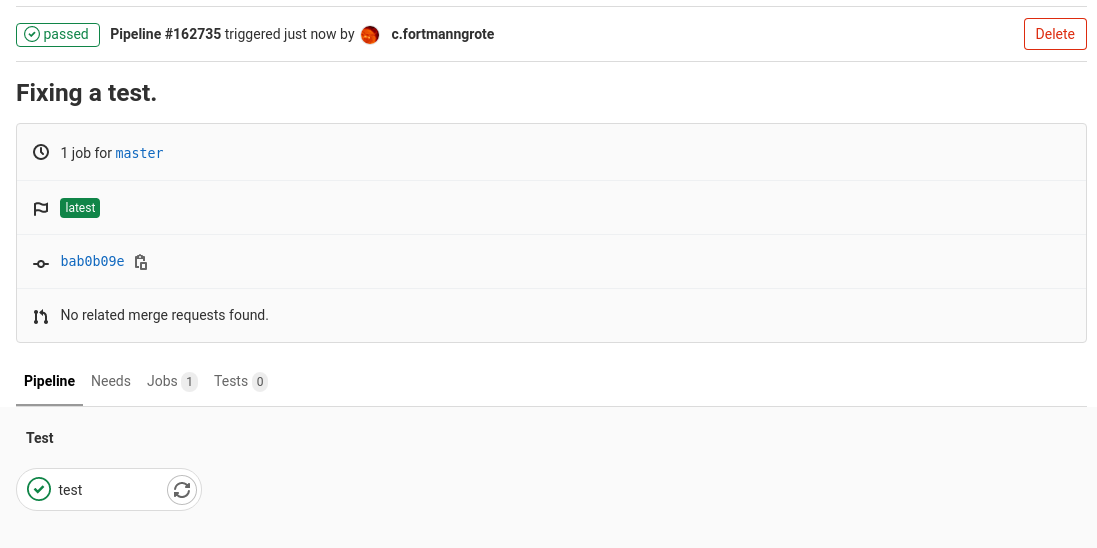 passed Pipeline #162735 triggered just now by c.fortmanngrote Delete
Fixing a test.
1 job for master
latest
bab0b09e
No related merge requests found.
Pipeline Needs Jobs 1 Tests 0
Test
test